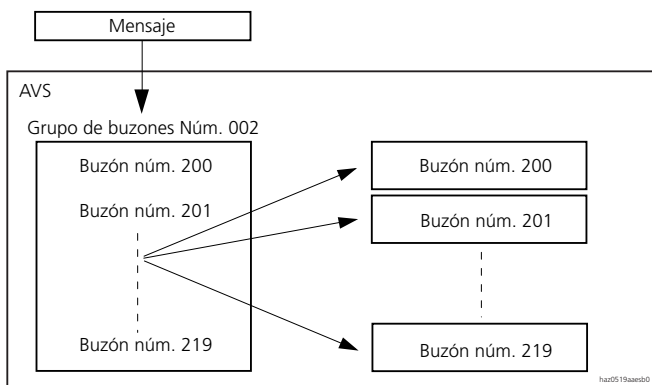 Mensaje
AVS
Grupo de buzones Núm. 002
Buzón núm. 200
Buzón núm. 201
Buzón núm. 219
Buzón núm. 200
Buzón núm. 201
Buzón núm. 219
haz0519aaesb0